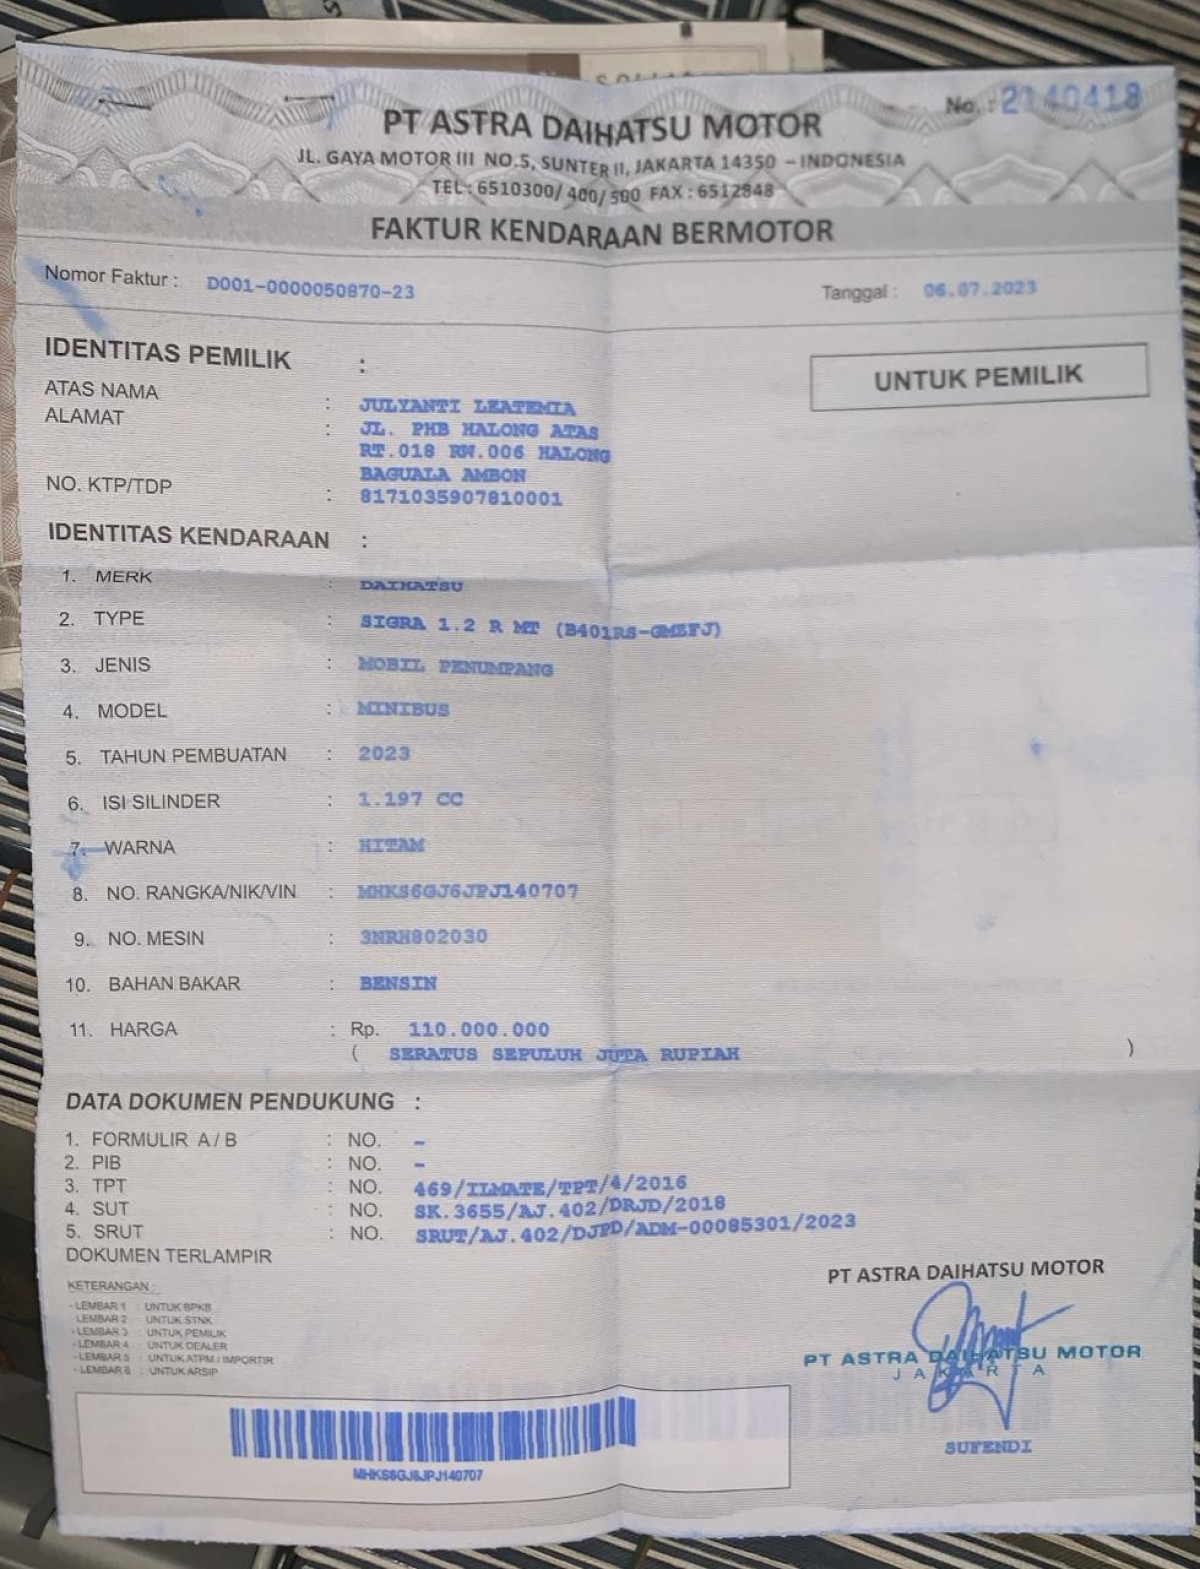 No. : 2140418
PT ASTRA DAIHATSU MOTOR
JL. GAYA MOTOR III NO.5, SUNTER II, JAKARTA 14350 – INDONESIA
TEL : 6510300/ 400/ 500 FAX : 6512848
FAKTUR KENDARAAN BERMOTOR
Nomor Faktur : D001-0000050870-23 Tanggal : 06.07.2023
IDENTITAS PEMILIK :
UNTUK PEMILIK
ATAS NAMA : JULYANTI LEATEMIA
ALAMAT : JL. PHB HALONG ATAS
RT.018 RW.006 HALONG
BAGUALA AMBON
NO. KTP/TDP : 8171035907810001
IDENTITAS KENDARAAN :
1. MERK : DAIHATSU
2. TYPE : SIGRA 1.2 R MT (B401RS-GMZFJ)
3. JENIS : MOBIL PENUMPANG
4. MODEL : MINIBUS
5. TAHUN PEMBUATAN : 2023
6. ISI SILINDER : 1.197 CC
7. WARNA : HITAM
8. NO. RANGKA/NIK/VIN : MHKS6GJ6JPJ140707
9. NO. MESIN : 3NRH802030
10. BAHAN BAKAR : BENSIN
11. HARGA : Rp. 110.000.000
( SERATUS SEPULUH JUTA RUPIAH )
DATA DOKUMEN PENDUKUNG :
1. FORMULIR A / B : NO. -
2. PIB : NO. -
3. TPT : NO. 469/ILMATE/TPT/4/2016
4. SUT : NO. SK.3655/AJ.402/DRJD/2018
5. SRUT : NO. SRUT/AJ.402/DJPD/ADM-00085301/2023
DOKUMEN TERLAMPIR
KETERANGAN :
- LEMBAR 1 : UNTUK BPKB
- LEMBAR 2 : UNTUK STNK
- LEMBAR 3 : UNTUK PEMILIK
- LEMBAR 4 : UNTUK DEALER
- LEMBAR 5 : UNTUK ATPM / IMPORTIR
- LEMBAR 6 : UNTUK ARSIP
PT ASTRA DAIHATSU MOTOR
PT ASTRA DAIHATSU MOTOR
JAKARTA
SUFENDI
MHKS6GJ6JPJ140707